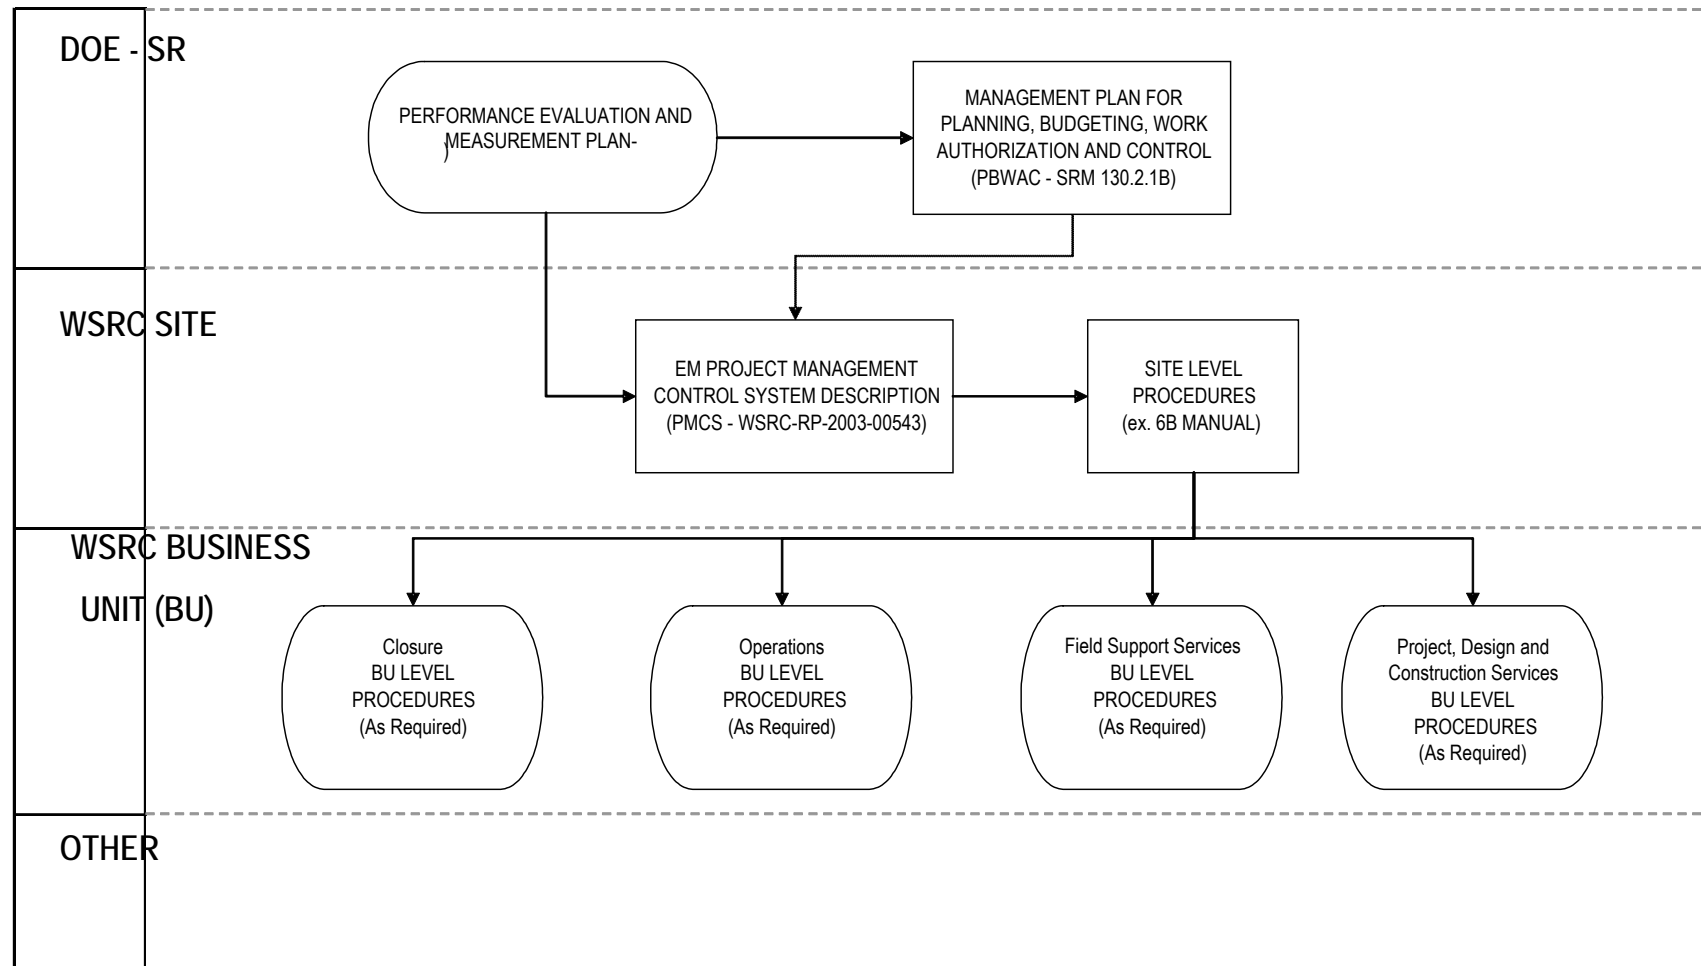 DOE - SR
PERFORMANCE EVALUATION AND
MEASUREMENT PLAN-
)
MANAGEMENT PLAN FOR
PLANNING, BUDGETING, WORK
AUTHORIZATION AND CONTROL
(PBWAC - SRM 130.2.1B)
WSRC SITE
EM PROJECT MANAGEMENT
CONTROL SYSTEM DESCRIPTION
(PMCS - WSRC-RP-2003-00543)
SITE LEVEL
PROCEDURES
(ex. 6B MANUAL)
WSRC BUSINESS
UNIT (BU)
Closure
BU LEVEL
PROCEDURES
(As Required)
Operations
BU LEVEL
PROCEDURES
(As Required)
Field Support Services
BU LEVEL
PROCEDURES
(As Required)
Project, Design and
Construction Services
BU LEVEL
PROCEDURES
(As Required)
OTHER